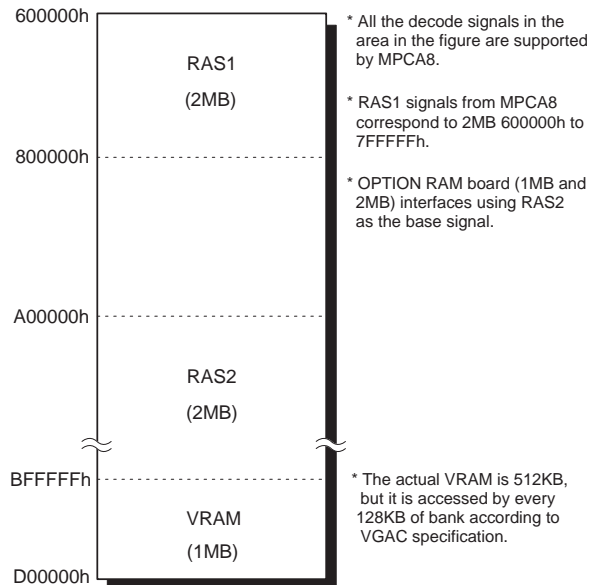 600000h
RAS1
(2MB)
800000h
A00000h
RAS2
(2MB)
BFFFFFh
VRAM
(1MB)
D00000h
* All the decode signals in the
area in the figure are supported
by MPCA8.
* RAS1 signals from MPCA8
correspond to 2MB 600000h to
7FFFFFh.
* OPTION RAM board (1MB and
2MB) interfaces using RAS2
as the base signal.
* The actual VRAM is 512KB,
but it is accessed by every
128KB of bank according to
VGAC specification.